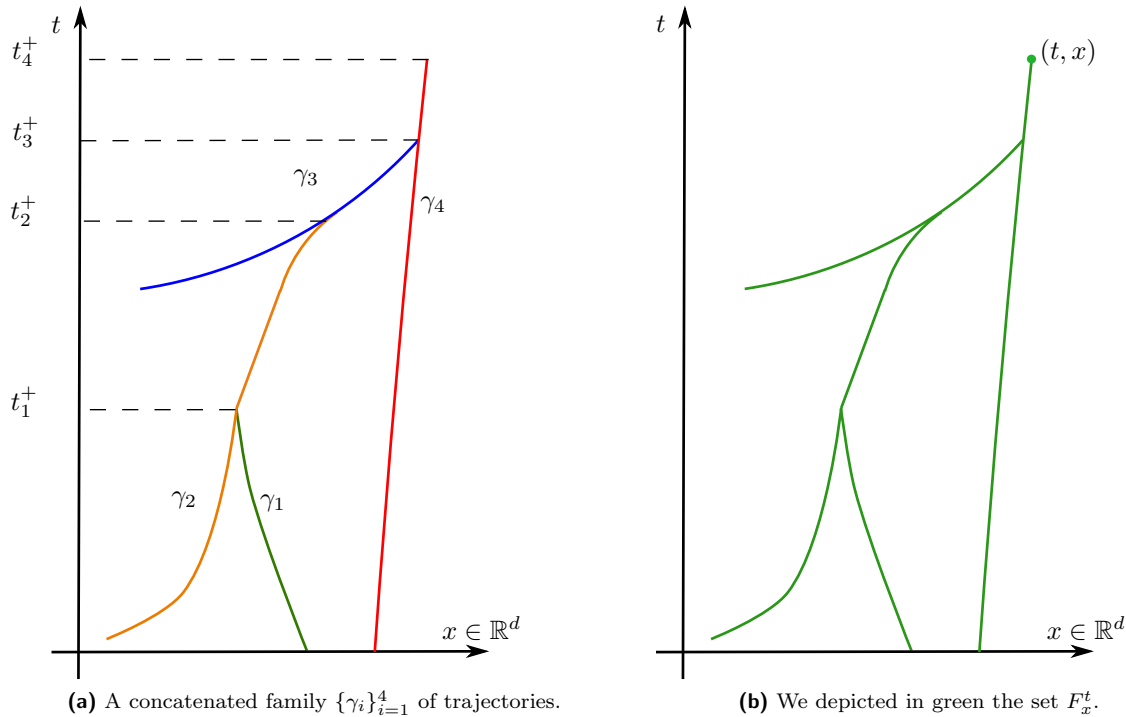 t
t₄⁺
t₃⁺
t₂⁺
t₁⁺
γ₃
γ₄
γ₂
γ₁
x ∈ ℝᵈ
(a) A concatenated family {γᵢ}⁴ᵢ₌₁ of trajectories.
t
(t, x)
x ∈ ℝᵈ
(b) We depicted in green the set Fₓᵗ.